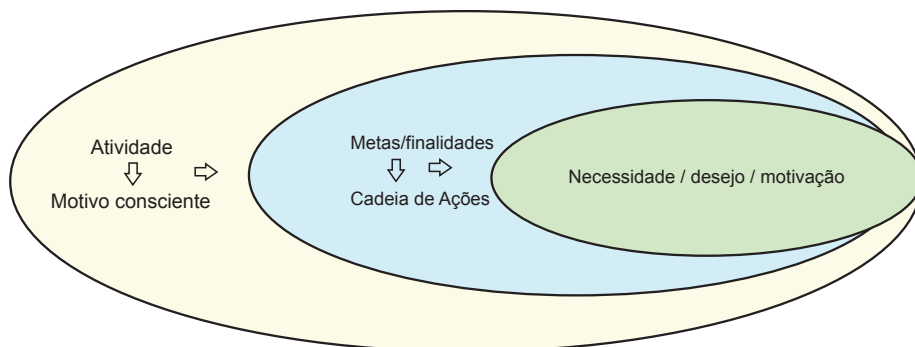 Atividade
Motivo consciente
Metas/finalidades
Cadeia de Ações
Necessidade / desejo / motivação